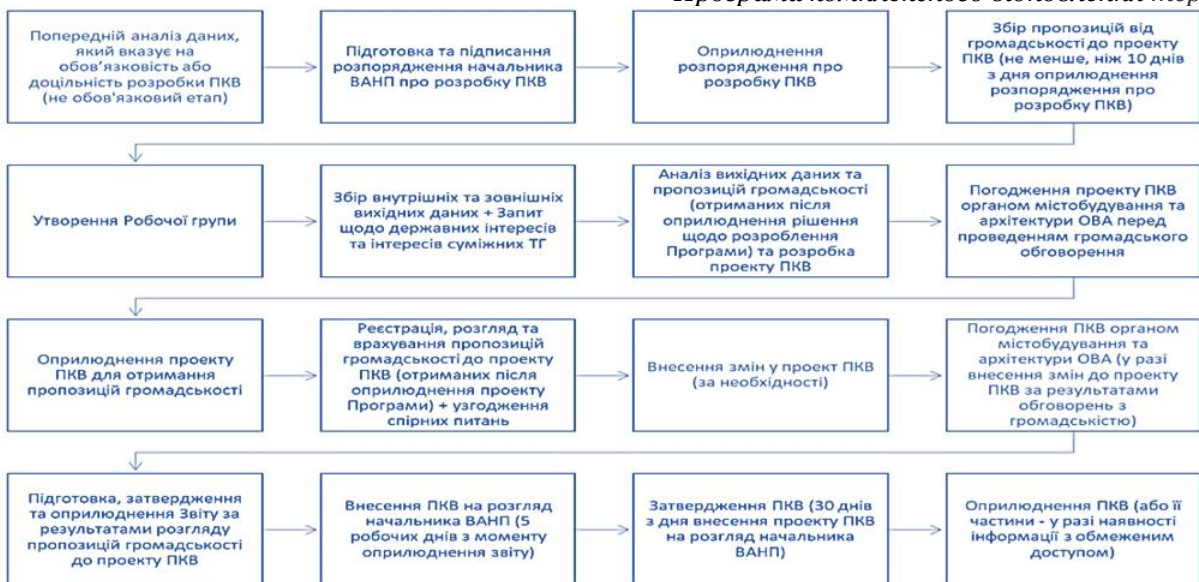 Програма комплексного відновлення тер
Попередній аналіз даних,
який вказує на
обов’язковість або
доцільність розробки ПКВ
(не обов'язковий етап)
Підготовка та підписання
розпорядження начальника
ВАНП про розробку ПКВ
Оприлюднення
розпорядження про
розробку ПКВ
Збір пропозицій від
громадськості до проекту
ПКВ (не менше, ніж 10 днів
з дня оприлюднення
розпорядження про
розробку ПКВ)
Утворення Робочої групи
Збір внутрішніх та зовнішніх
вихідних даних + Запит
щодо державних інтересів
та інтересів суміжних ТГ
Аналіз вихідних даних та
пропозицій громадськості
(отриманих після
оприлюднення рішення
щодо розроблення
Програми) та розробка
проекту ПКВ
Погодження проекту ПКВ
органом містобудування та
архітектури ОВА перед
проведенням громадського
обговорення
Оприлюднення проекту
ПКВ для отримання
пропозицій громадськості
Реєстрація, розгляд та
врахування пропозицій
громадськості до проекту
ПКВ (отриманих після
оприлюднення проекту
Програми) + узгодження
спірних питань
Внесення змін у проект ПКВ
(за необхідності)
Погодження ПКВ органом
містобудування та
архітектури ОВА (у разі
внесення змін до проекту
ПКВ за результатами
обговорень з
громадськістю)
Підготовка, затвердження
та оприлюднення Звіту за
результатами розгляду
пропозицій громадськості
до проекту ПКВ
Внесення ПКВ на розгляд
начальника ВАНП (5
робочих днів з моменту
оприлюднення звіту)
Затвердження ПКВ (30 днів
з дня внесення проекту ПКВ
на розгляд начальника
ВАНП)
Оприлюднення ПКВ (або її
частини - у разі наявності
інформації з обмеженим
доступом)